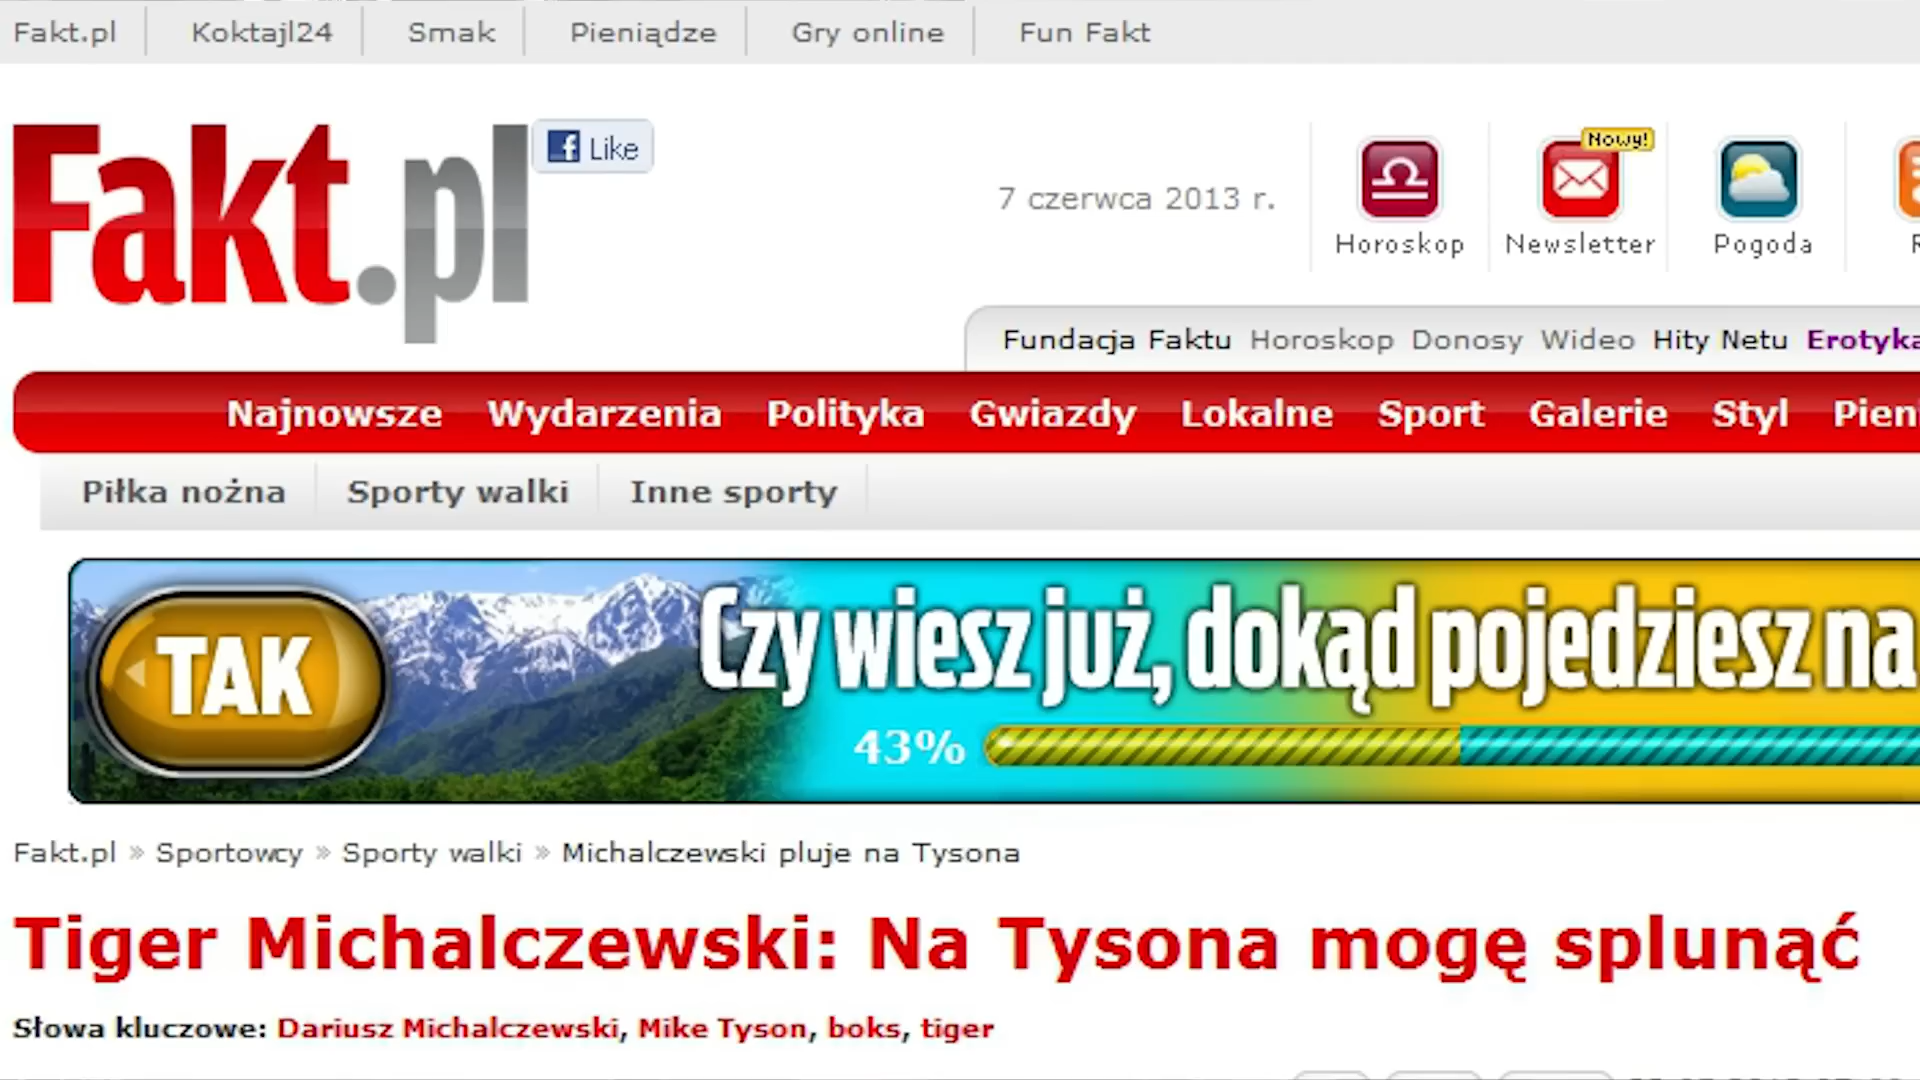 Fakt.pl Koktajl24 Smak Pieniądze Gry online Fun Fakt
Fakt.pl
Like
7 czerwca 2013 r.
Nowy!
Horoskop Newsletter Pogoda
Fundacja Faktu Horoskop Donosy Wideo Hity Netu Erotyka
Najnowsze Wydarzenia Polityka Gwiazdy Lokalne Sport Galerie Styl Pieni
Piłka nożna Sporty walki Inne sporty
TAK
Czy wiesz już, dokąd pojedziesz na
43%
Fakt.pl » Sportowcy » Sporty walki » Michalczewski pluje na Tysona
Tiger Michalczewski: Na Tysona mogę splunąć
Słowa kluczowe: Dariusz Michalczewski, Mike Tyson, boks, tiger